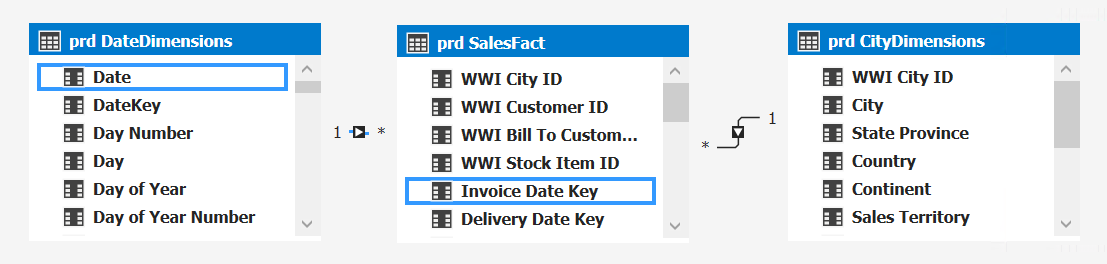 prd DateDimensions
Date
DateKey
Day Number
Day
Day of Year
Day of Year Number
1 *
prd SalesFact
WWI City ID
WWI Customer ID
WWI Bill To Custom...
WWI Stock Item ID
Invoice Date Key
Delivery Date Key
* 1
prd CityDimensions
WWI City ID
City
State Province
Country
Continent
Sales Territory